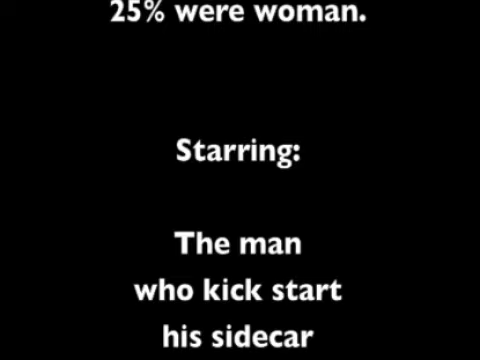 25% were woman.
Starring:
The man
who kick start
his sidecar